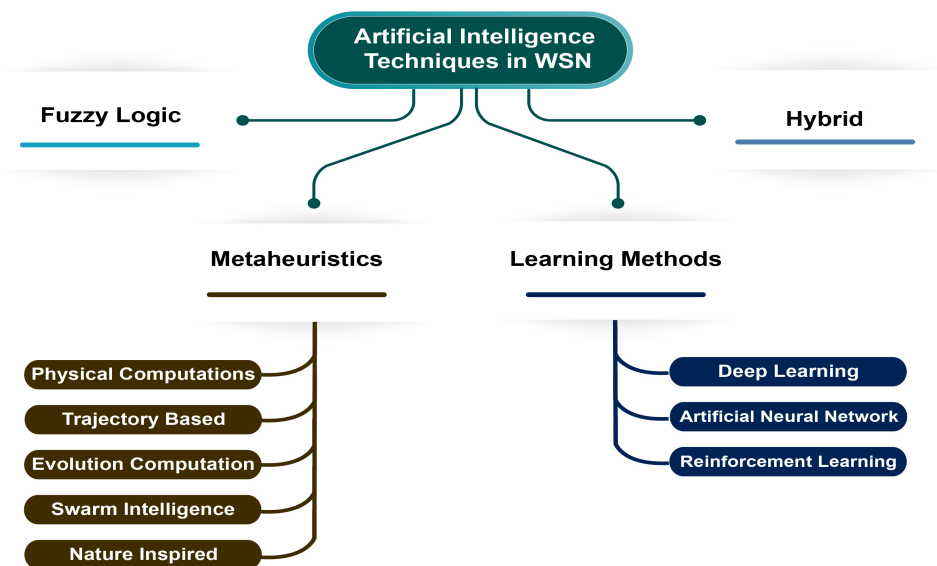 Artificial Intelligence
Techniques in WSN
Fuzzy Logic
Hybrid
Metaheuristics
Learning Methods
Physical Computations
Trajectory Based
Evolution Computation
Swarm Intelligence
Nature Inspired
Deep Learning
Artificial Neural Network
Reinforcement Learning